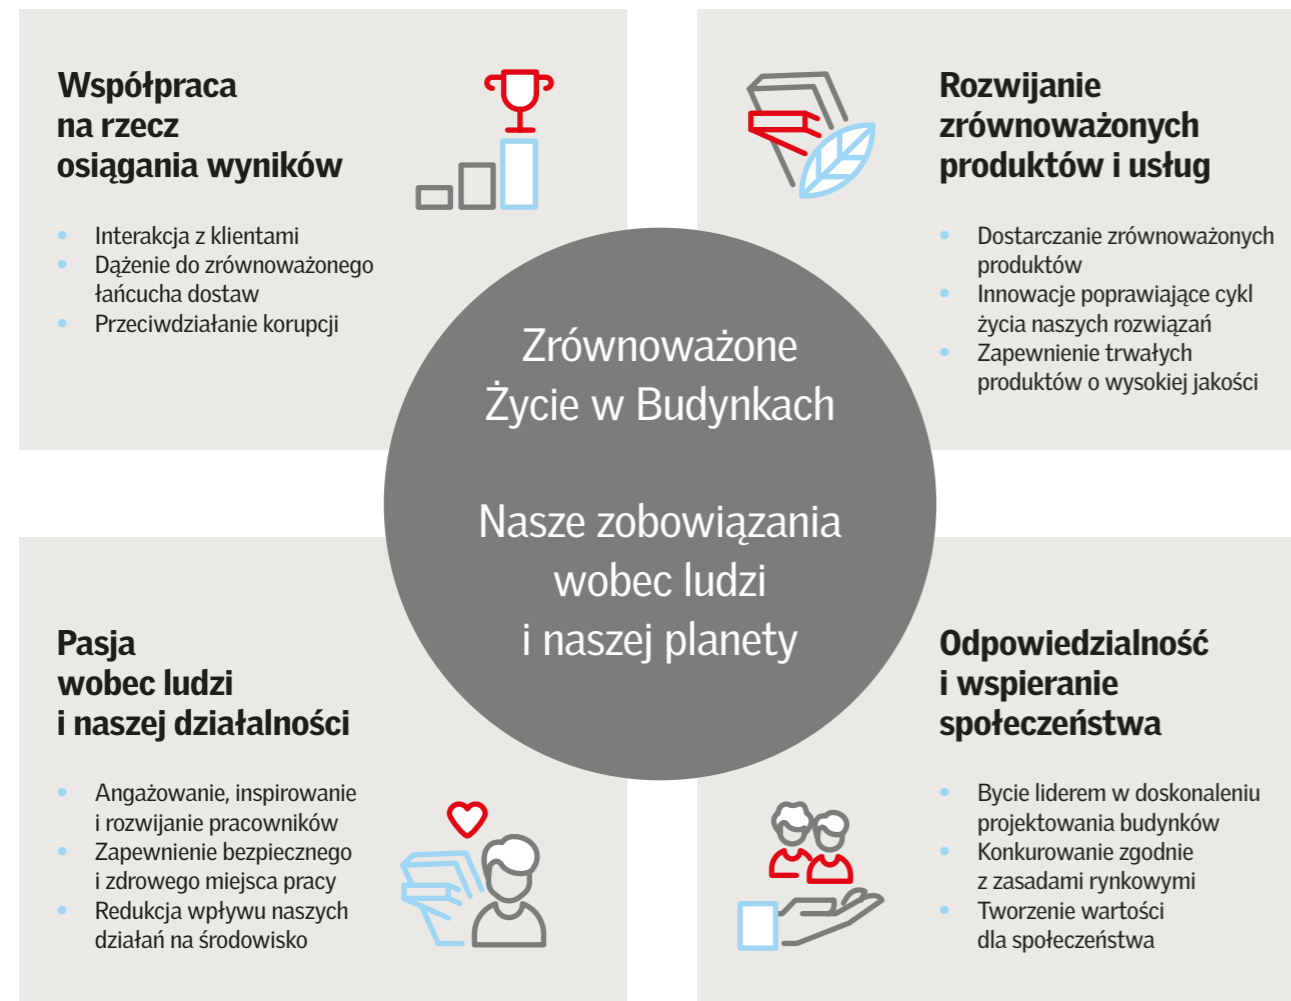 Współpraca
na rzecz
osiągania wyników
• Interakcja z klientami
• Dążenie do zrównoważonego
łańcucha dostaw
• Przeciwdziałanie korupcji
Rozwijanie
zrównoważonych
produktów i usług
• Dostarczanie zrównoważonych
produktów
• Innowacje poprawiające cykl
życia naszych rozwiązań
• Zapewnienie trwałych
produktów o wysokiej jakości
Zrównoważone
Życie w Budynkach
Nasze zobowiązania
wobec ludzi
i naszej planety
Pasja
wobec ludzi
i naszej działalności
• Angażowanie, inspirowanie
i rozwijanie pracowników
• Zapewnienie bezpiecznego
i zdrowego miejsca pracy
• Redukcja wpływu naszych
działań na środowisko
Odpowiedzialność
i wspieranie
społeczeństwa
• Bycie liderem w doskonaleniu
projektowania budynków
• Konkurowanie zgodnie
z zasadami rynkowymi
• Tworzenie wartości
dla społeczeństwa